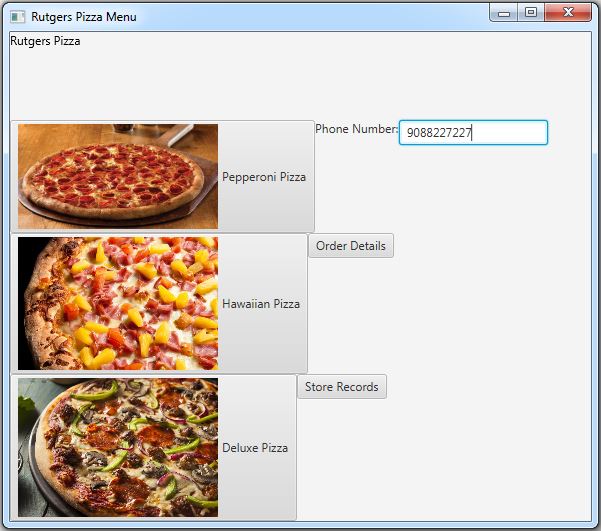 Rutgers Pizza Menu
Rutgers Pizza
Pepperoni Pizza
Phone Number:
9088227227
Hawaiian Pizza
Order Details
Deluxe Pizza
Store Records